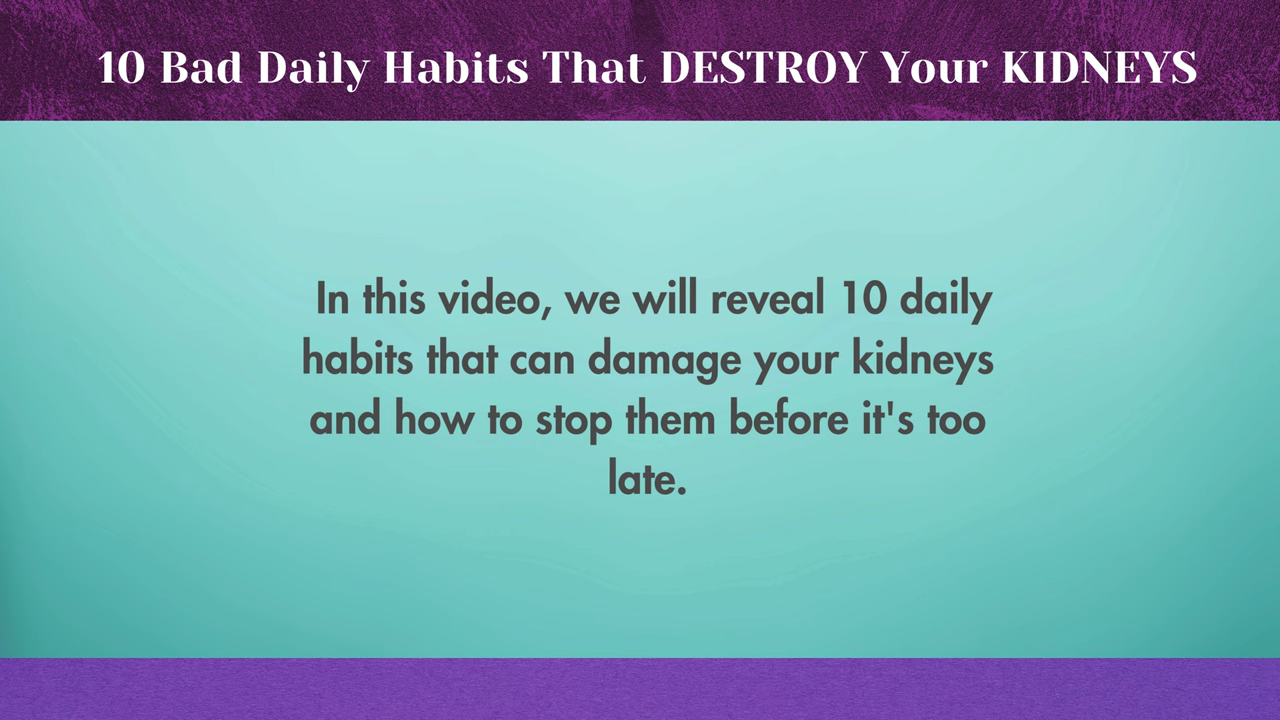 10 Bad Daily Habits That DESTROY Your KIDNEYS
In this video, we will reveal 10 daily
habits that can damage your kidneys
and how to stop them before it's too
late.